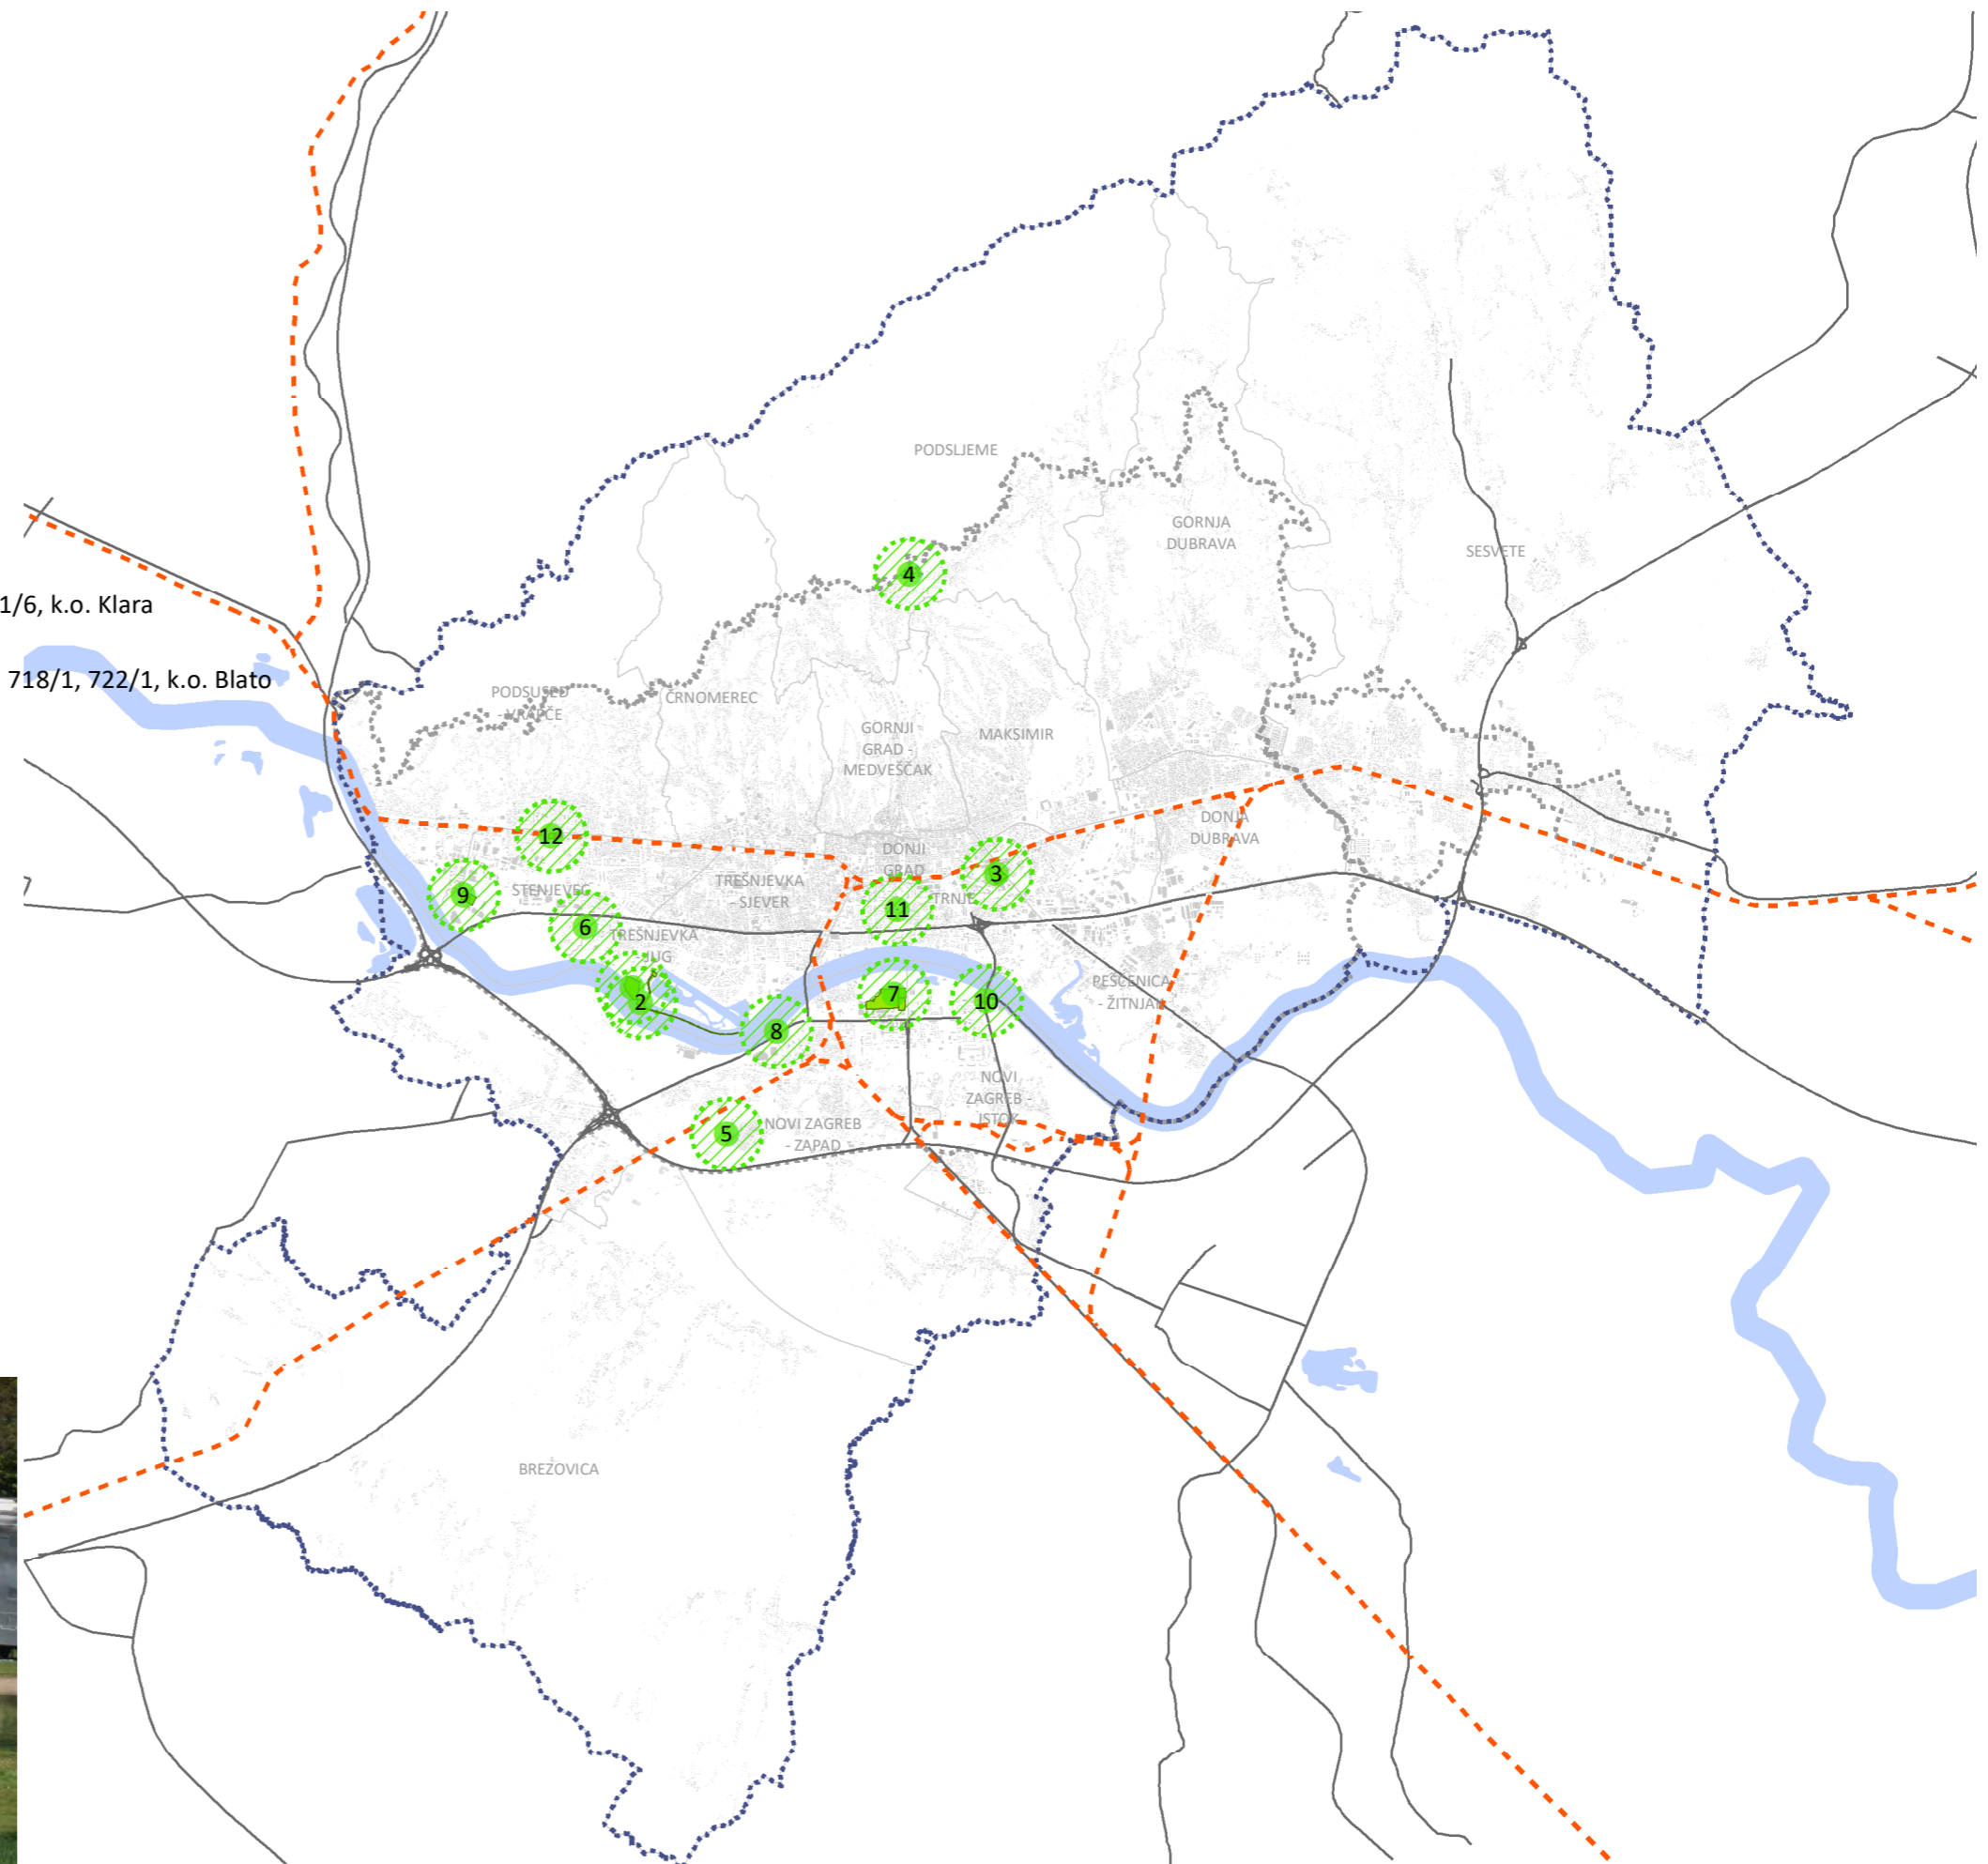 PODSLJEME
GORNJA
DUBRAVA
SESVETE
4
1/6, k.o. Klara
718/1, 722/1, k.o. Blato
PODSUSED
- VRAPČE
ČRNOMEREC
GORNJI
GRAD -
MEDVEŠČAK
MAKSIMIR
12
DONJA
DUBRAVA
DONJI
GRAD
3
9
STENJEVEC
TREŠNJEVKA
- SJEVER
11
TRNJE
6
TREŠNJEVKA
- JUG
2
7
10
PEŠČENICA
- ŽITNJAK
8
NOVI
ZAGREB -
ISTOK
5
NOVI ZAGREB
- ZAPAD
BREZOVICA